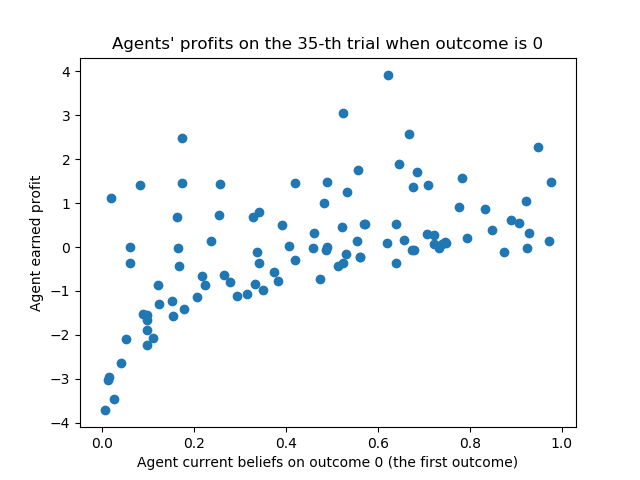 Agents' profits on the 35-th trial when outcome is 0
4
3
2
1
0
−1
−2
−3
−4
Agent earned profit
0.0 0.2 0.4 0.6 0.8 1.0
Agent current beliefs on outcome 0 (the first outcome)